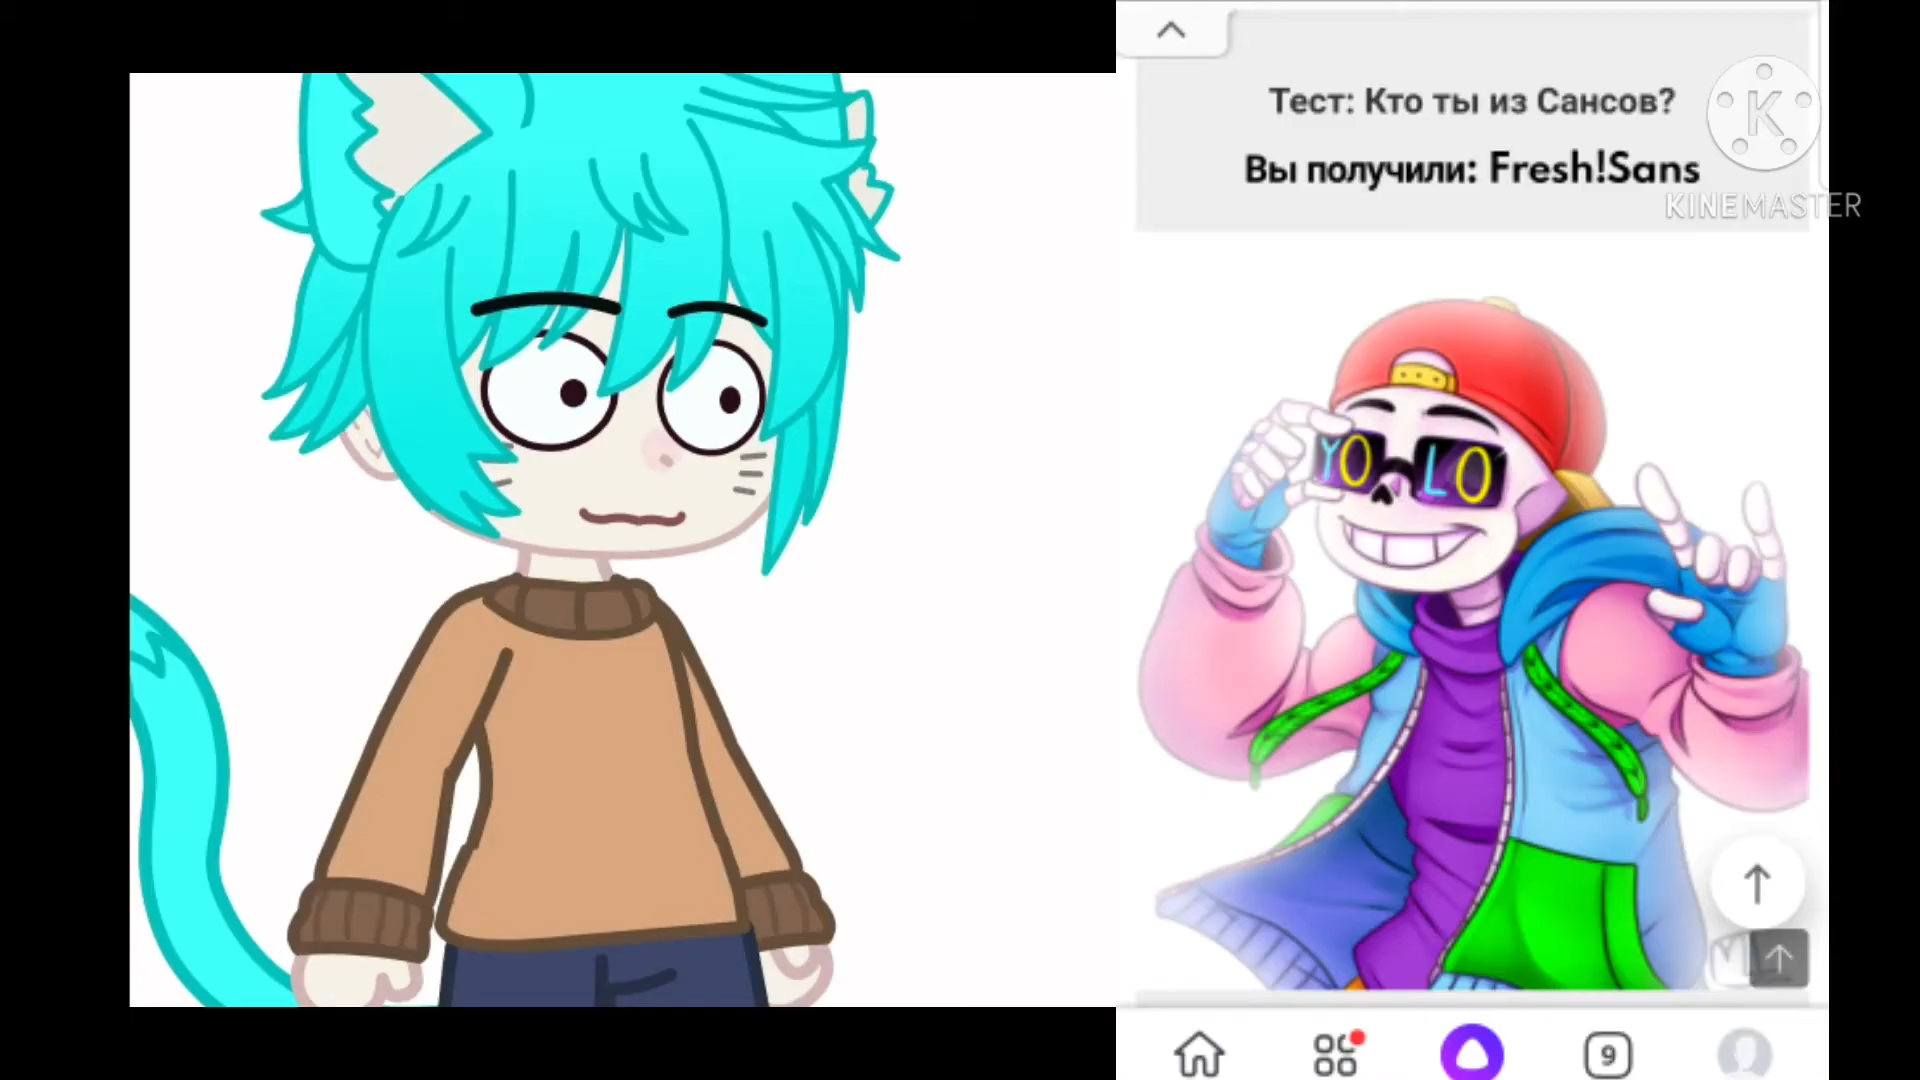 Тест: Кто ты из Сансов?
Вы получили: Fresh!Sans
K
KINEMASTER
YOLO
9